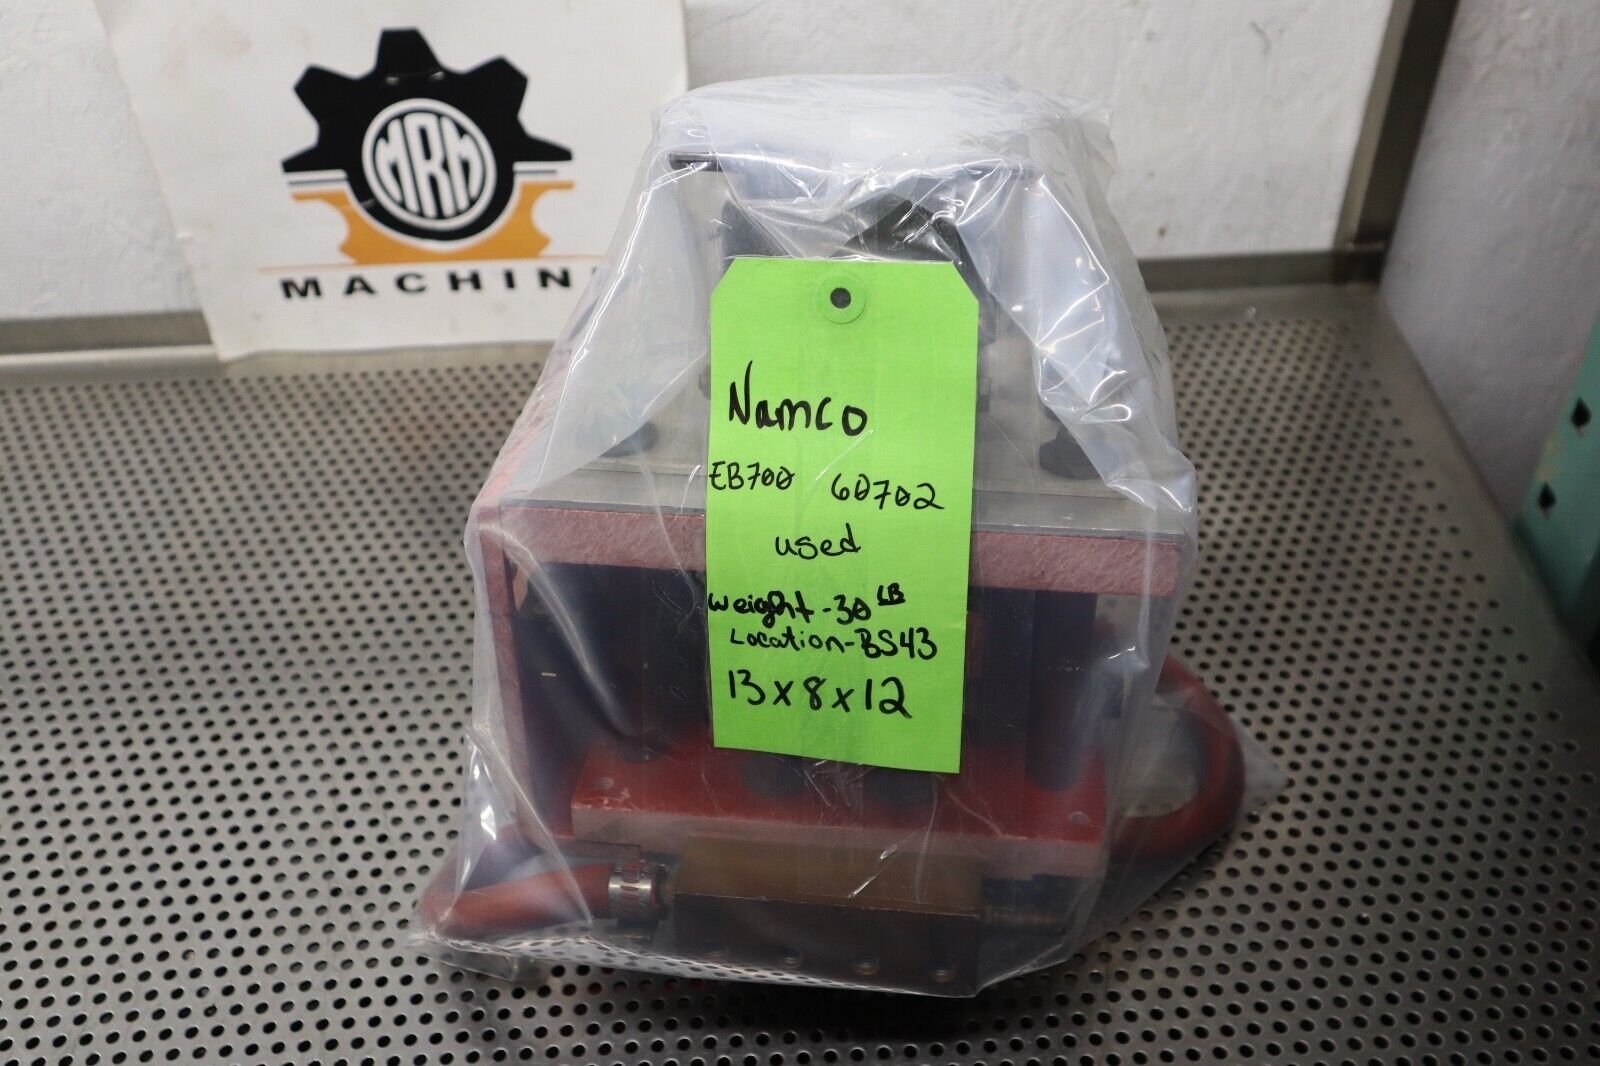 MRM
MACHIN
Namco
EB700 60702
used
weight-30 LB
Location-BS43
13x8x12